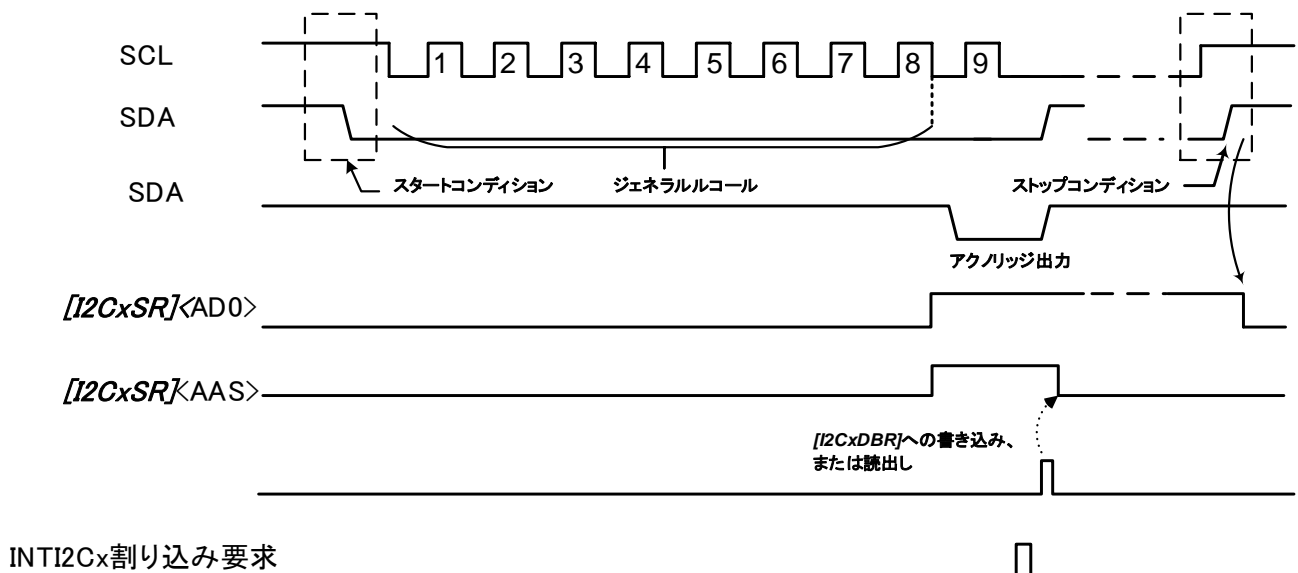 SCL
1 2 3 4 5 6 7 8 9
SDA
スタートコンディション
ジェネラルルコール
ストップコンディション
SDA
アクノリッジ出力
[I2CxSR]<AD0>
[I2CxSR]<AAS>
[I2CxDBR]への書き込み、
または読出し
INTI2Cx割り込み要求